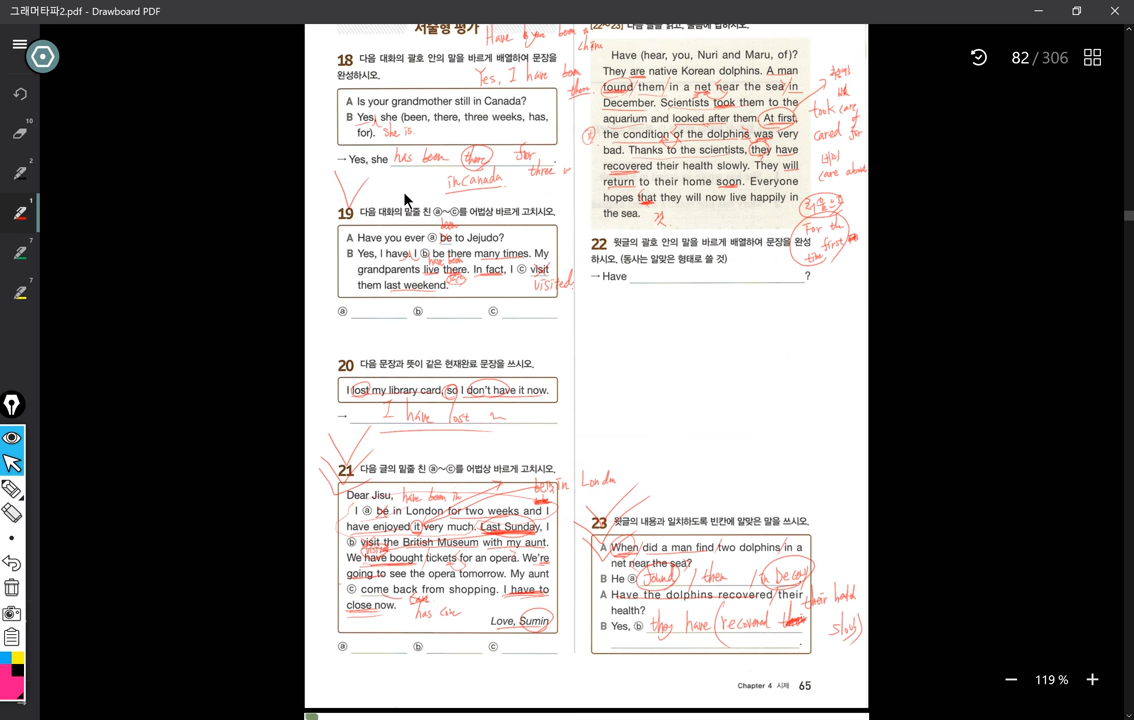 그래머타파2.pdf - Drawboard PDF
82 / 306
서술형 평가
Have you been
Yes, I have been
there.
18 다음 대화의 괄호 안의 말을 바르게 배열하여 문장을
완성하시오.
A Is your grandmother still in Canada?
B Yes, she (been, there, three weeks, has,
for).
she is.
→ Yes, she has been there for
three
in Canada
19 다음 대화의 밑줄 친 ⓐ~ⓒ를 어법상 바르게 고치시오.
been
A Have you ever ⓐ be to Jejudo?
B Yes, I have. I ⓑ be there many times. My
have been
grandparents live there. In fact, I ⓒ visit
them last weekend.
visited.
ⓐ ⓑ ⓒ
20 다음 문장과 뜻이 같은 현재완료 문장을 쓰시오.
I lost my library card, so I don't have it now.
→ I have lost
21 다음 글의 밑줄 친 ⓐ~ⓒ를 어법상 바르게 고치시오.
Dear Jisu, have been in
I ⓐ be in London for two weeks and I
have enjoyed it very much. Last Sunday, I
ⓑ visit the British Museum with my aunt.
We have bought tickets for an opera. We're
going to see the opera tomorrow. My aunt
ⓒ come back from shopping. I have to
close now.
has come
Love, Sumin
ⓐ ⓑ ⓒ
[22~23] 다음 글을 읽고, 물음에 답하시오.
Have (hear, you, Nuri and Maru, of)?
They are native Korean dolphins. A man
found them in a net near the sea in
December. Scientists took them to the
aquarium and looked after them. At first,
the condition of the dolphins was very
bad. Thanks to the scientists, they have
recovered their health slowly. They will
return to their home soon. Everyone
hopes that they will now live happily in
the sea.
것
took care
of
cared for
care about
처음으로
For the
first
time
22 윗글의 괄호 안의 말을 바르게 배열하여 문장을 완성
하시오. (동사는 알맞은 형태로 쓸 것)
→ Have ?
23 윗글의 내용과 일치하도록 빈칸에 알맞은 말을 쓰시오.
A When did a man find two dolphins in a
net near the sea?
B He ⓐ found them in
A Have the dolphins recovered their
health?
B Yes, ⓑ they have recovered
their health
slowly
.
Chapter 4 시제 65
119 %